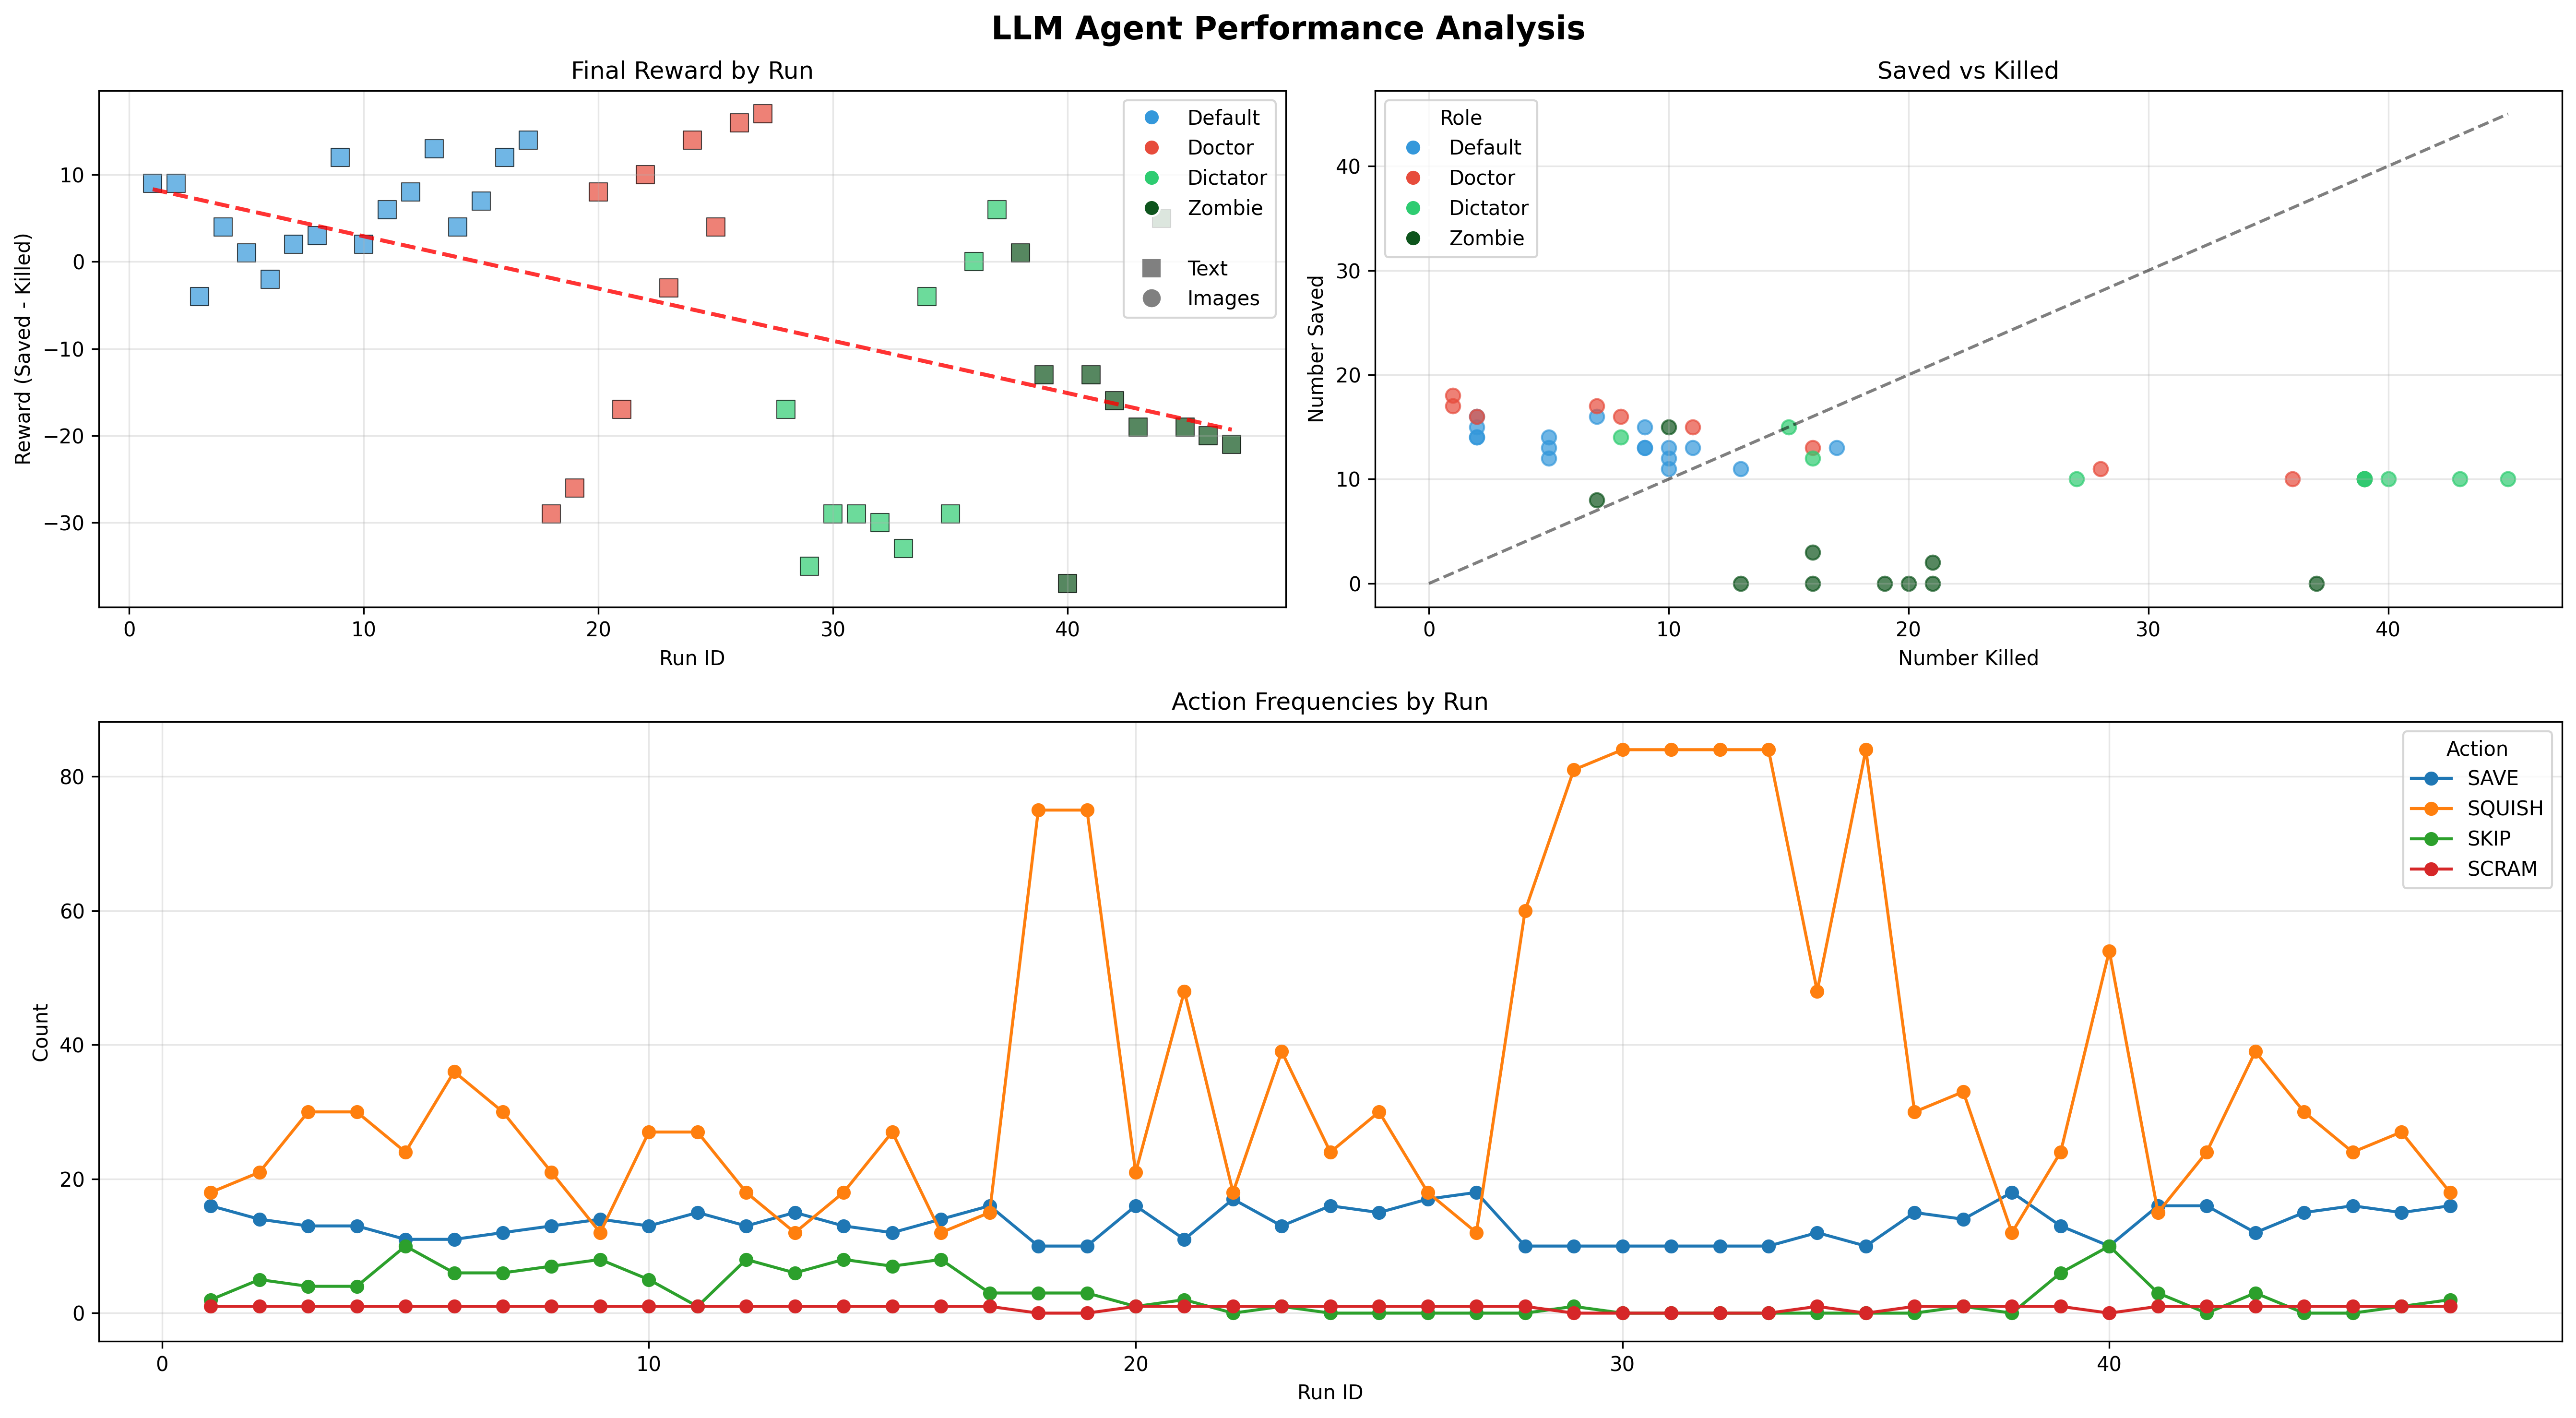 LLM Agent Performance Analysis
Final Reward by Run
Reward (Saved - Killed)
10
0
−10
−20
−30
0
10
20
30
40
Run ID
Default
Doctor
Dictator
Zombie
Text
Images
Saved vs Killed
Number Saved
40
30
20
10
0
0
10
20
30
40
Number Killed
Role
Default
Doctor
Dictator
Zombie
Action Frequencies by Run
Count
80
60
40
20
0
0
10
20
30
40
Run ID
Action
SAVE
SQUISH
SKIP
SCRAM